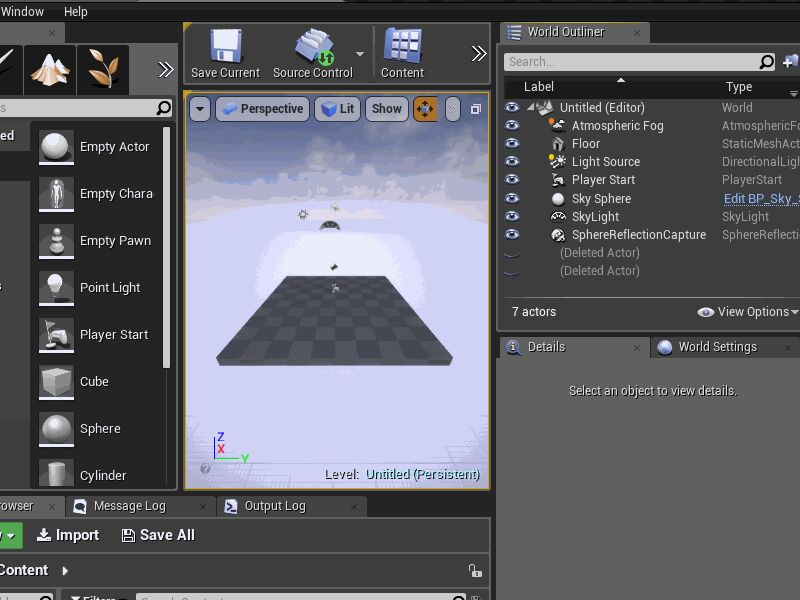 Window Help
World Outliner
Save Current Source Control Content
Search...
Label Type
Perspective Lit Show
Untitled (Editor) World
Atmospheric Fog AtmosphericFo
Floor StaticMeshAct
Light Source DirectionalLigh
Player Start PlayerStart
Sky Sphere Edit BP_Sky_S
SkyLight SkyLight
SphereReflectionCapture SphereReflecti
(Deleted Actor)
(Deleted Actor)
7 actors View Options
Details World Settings
Select an object to view details.
ed
Empty Actor
Empty Chara
Empty Pawn
Point Light
Player Start
Cube
Sphere
Cylinder
Z
X
Y
Level: Untitled (Persistent)
rowser Message Log Output Log
Import Save All
Content
Filters